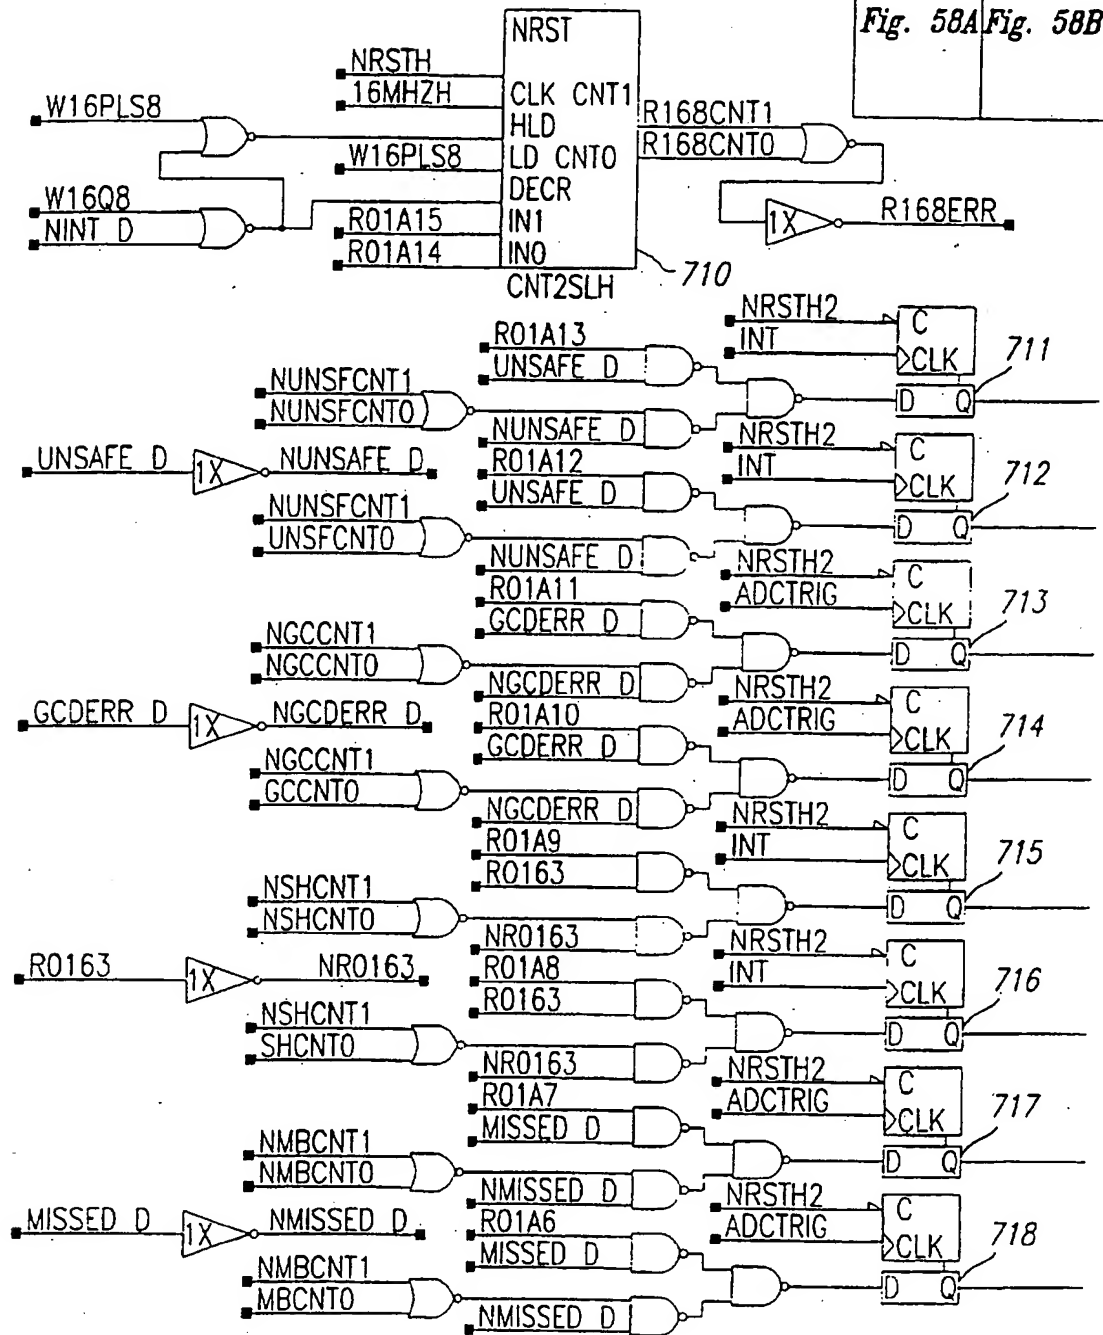 Fig. 58A Fig. 58B
NRST
NRSTH
16MHZH
CLK CNT1
W16PLS8
HLD
R168CNT1
W16PLS8
LD CNT0
R168CNT0
DECR
W16Q8
NINT D
R01A15
IN1
R01A14
IN0
1X
R168ERR
710
CNT2SLH
NRSTH2
C
R01A13
INT
CLK
711
UNSAFE D
NUNSFCNT1
D Q
NUNSFCNT0
NUNSAFE D
NRSTH2
C
UNSAFE D
1X
NUNSAFE D
R01A12
INT
CLK
712
UNSAFE D
NUNSFCNT1
D Q
UNSFCNT0
NUNSAFE D
NRSTH2
C
R01A11
ADCTRIG
CLK
713
GCDERR D
NGCCNT1
D Q
NGCCNT0
NGCDERR D
NRSTH2
C
GCDERR D
1X
NGCDERR D
R01A10
ADCTRIG
CLK
714
GCDERR D
NGCCNT1
D Q
GCCNT0
NGCDERR D
NRSTH2
C
R01A9
INT
CLK
715
R0163
NSHCNT1
D Q
NSHCNT0
NR0163
NRSTH2
C
R0163
1X
NR0163
R01A8
INT
CLK
716
R0163
NSHCNT1
D Q
SHCNT0
NR0163
NRSTH2
C
R01A7
ADCTRIG
CLK
717
MISSED D
NMBCNT1
D Q
NMBCNT0
NMISSED D
NRSTH2
C
MISSED D
1X
NMISSED D
R01A6
ADCTRIG
CLK
718
MISSED D
NMBCNT1
D Q
MBCNT0
NMISSED D